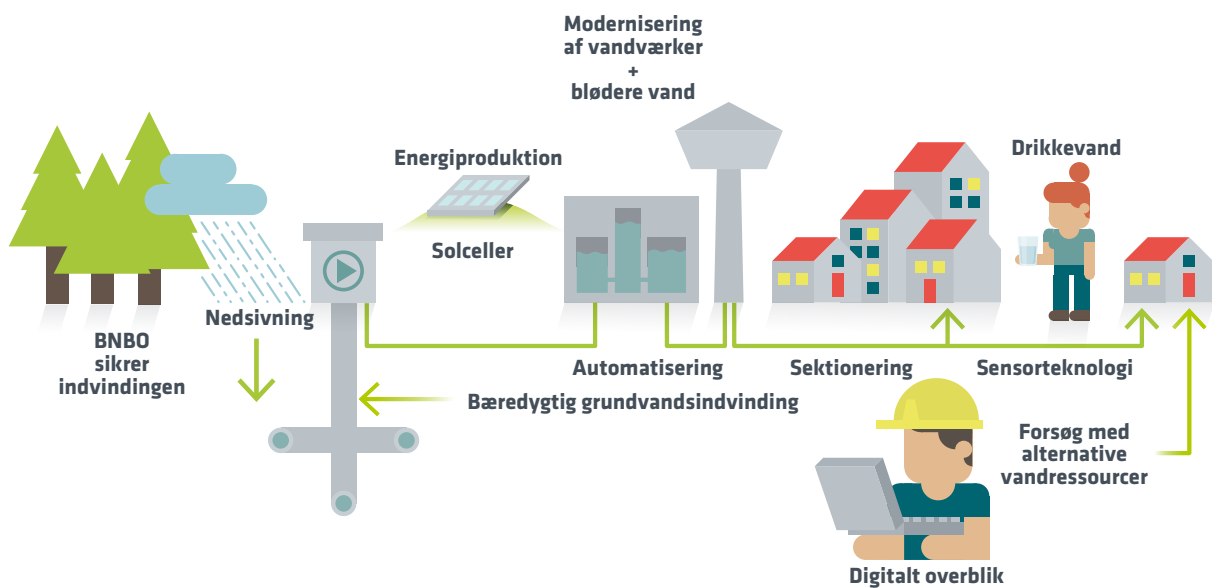 Modernisering
af vandværker
+
blødere vand
Energiproduktion
Solceller
Drikkevand
Nedsivning
BNBO
sikrer
indvindingen
Automatisering
Sektionering
Sensorteknologi
Bæredygtig grundvandsindvinding
Forsøg med
alternative
vandressourcer
Digitalt overblik